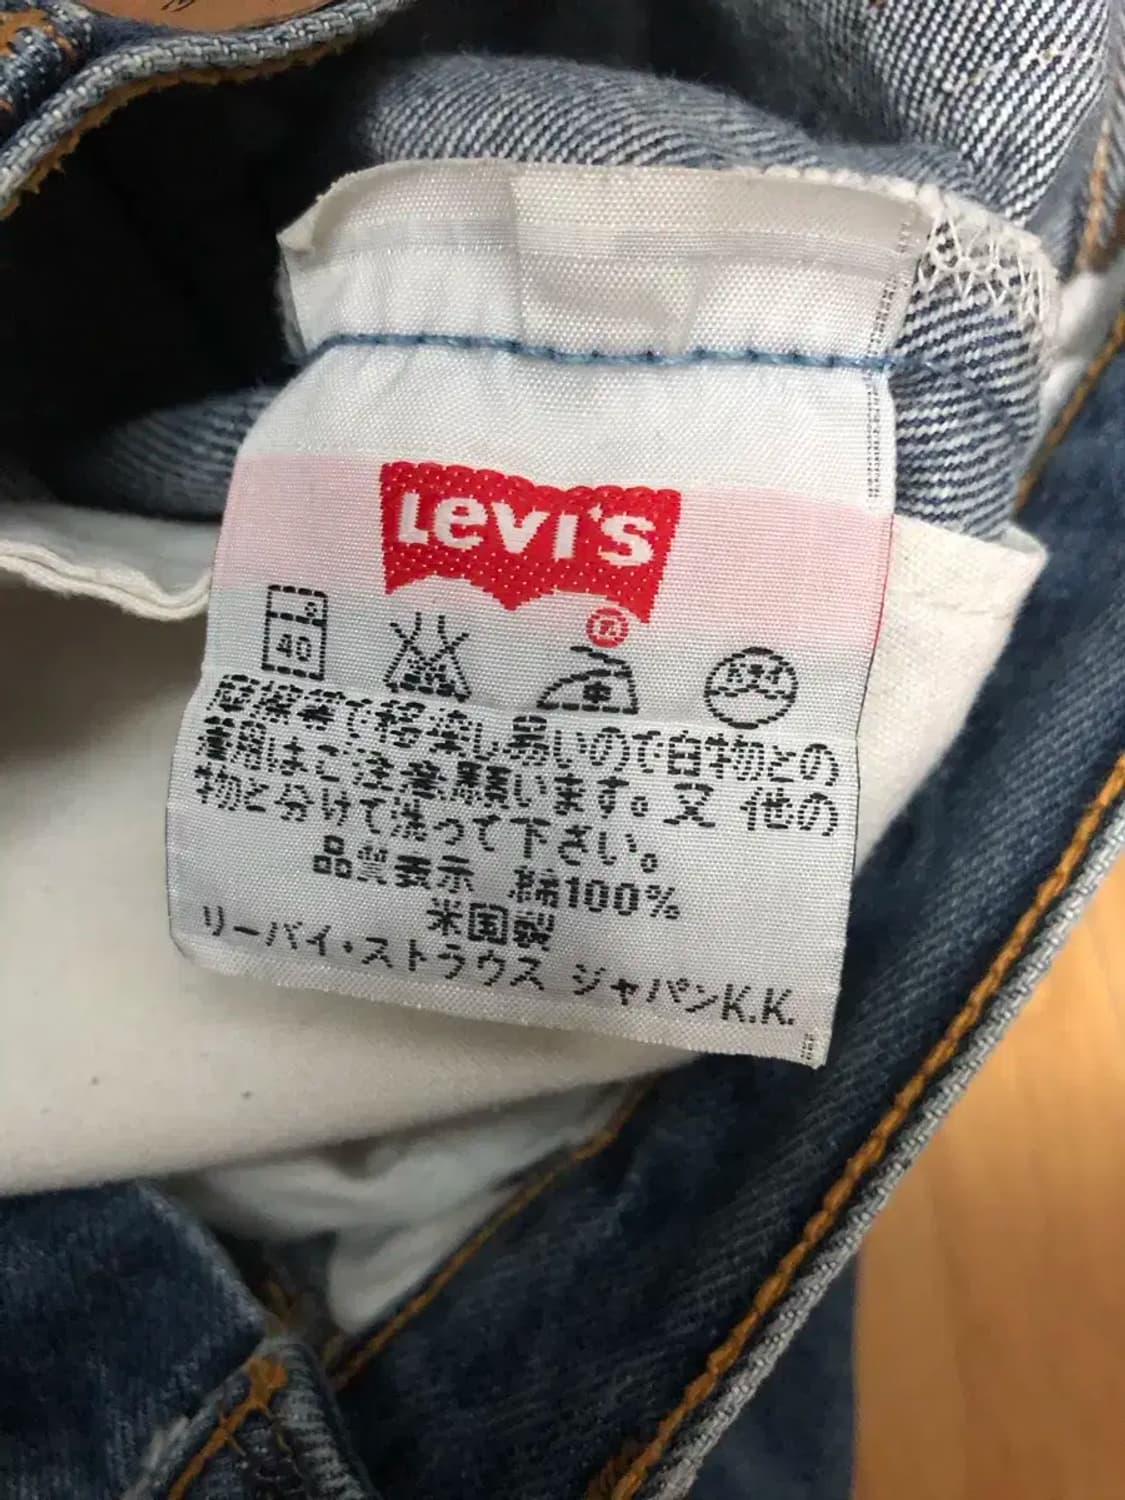 Levi's
®
40
摩擦等で移染し易いので白物との
着用はご注意願います。又 他の
物と分けて洗って下さい。
品質表示 綿100%
米国製
リーバイ・ストラウス ジャパンK.K.